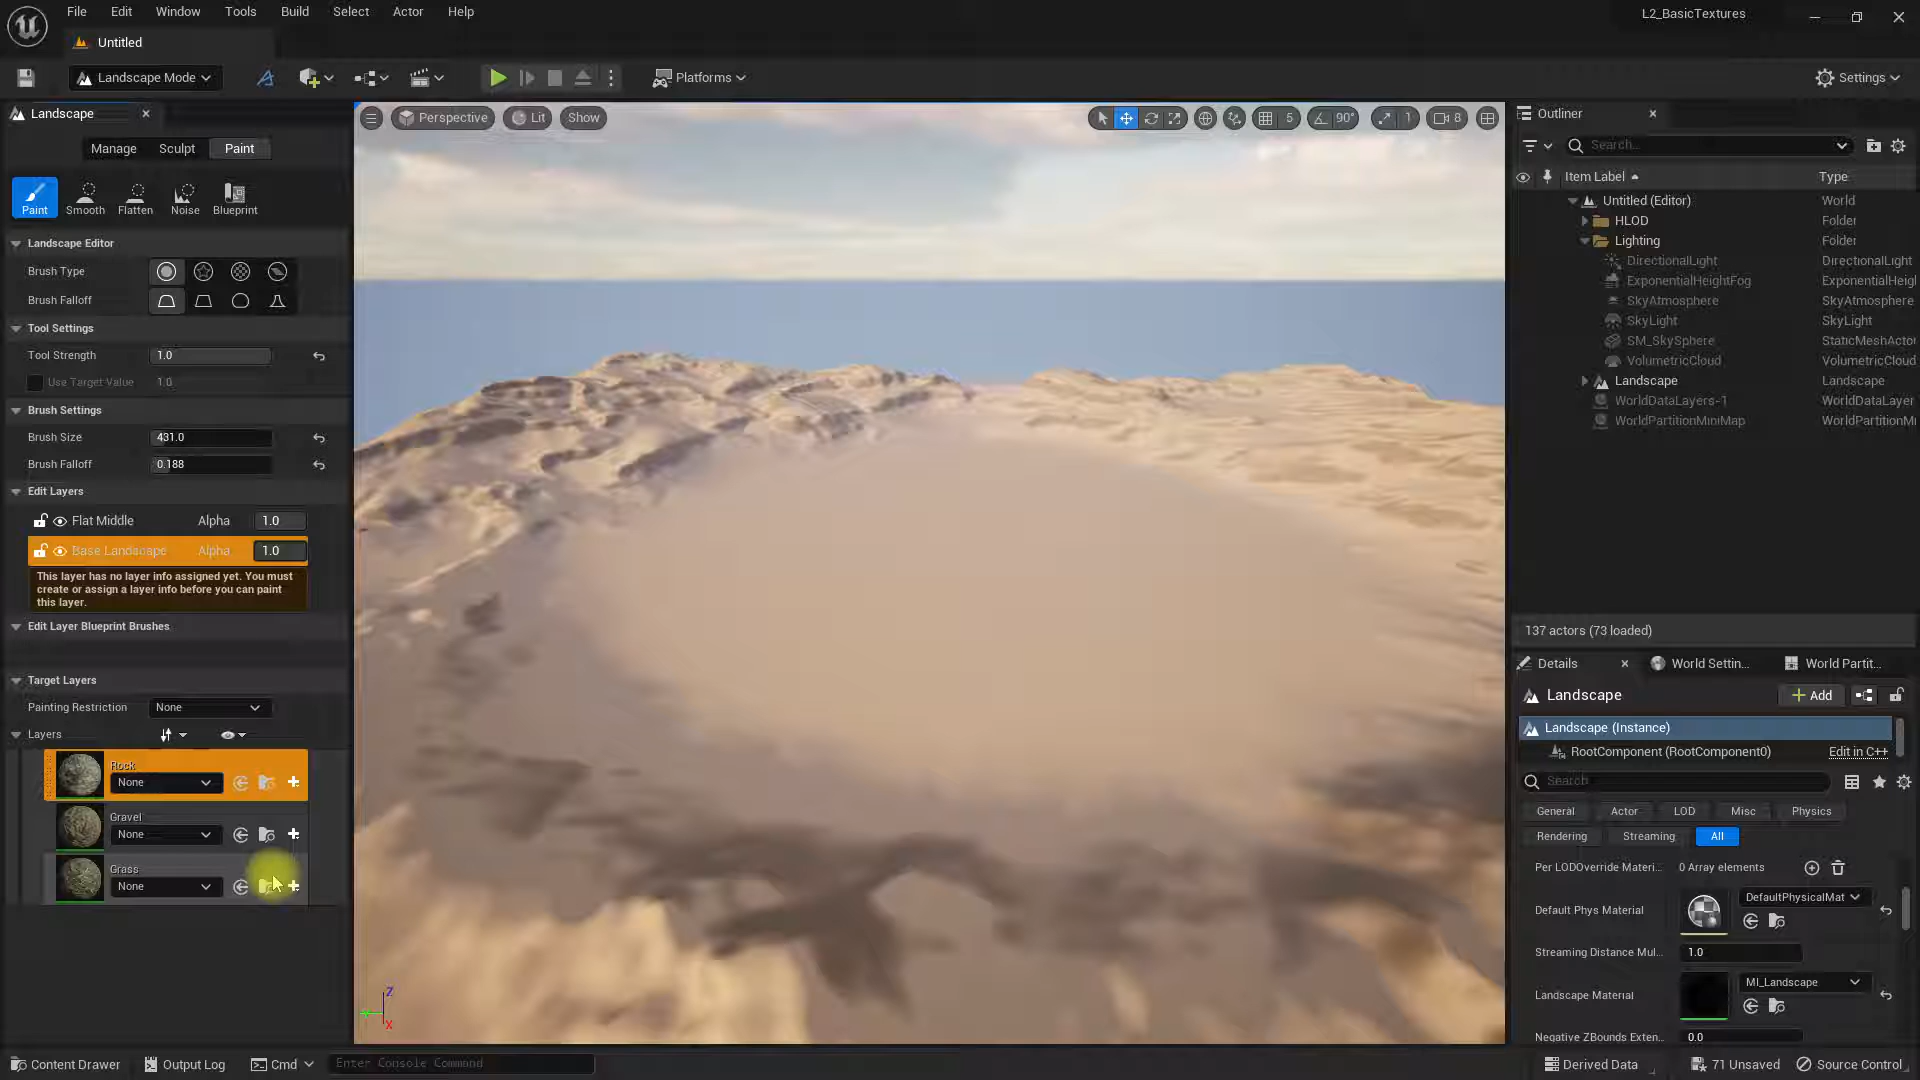 File Edit Window Tools Build Select Actor Help
L2_BasicTextures
Untitled
Landscape Mode
Platforms
Settings
Landscape
Manage Sculpt Paint
Paint Smooth Flatten Noise Blueprint
Landscape Editor
Brush Type
Brush Falloff
Tool Settings
Tool Strength 1.0
Use Target Value 1.0
Brush Settings
Brush Size 431.0
Brush Falloff 0.188
Edit Layers
Flat Middle Alpha 1.0
Base Landscape Alpha 1.0
This layer has no layer info assigned yet. You must
create or assign a layer info before you can paint
this layer.
Edit Layer Blueprint Brushes
Target Layers
Painting Restriction None
Layers
Rock
None
Gravel
None
Grass
None
Perspective Lit Show
5 90° 1 8
Z
X
Outliner
Search...
Item Label Type
Untitled (Editor) World
HLOD Folder
Lighting Folder
DirectionalLight DirectionalLight
ExponentialHeightFog ExponentialHeigh
SkyAtmosphere SkyAtmosphere
SkyLight SkyLight
SM_SkySphere StaticMeshActor
VolumetricCloud VolumetricCloud
Landscape Landscape
WorldDataLayers-1 WorldDataLayer
WorldPartitionMiniMap WorldPartitionMi
137 actors (73 loaded)
Details World Settin... World Partit...
Landscape Add
Landscape (Instance)
RootComponent (RootComponent0) Edit in C++
Search
General Actor LOD Misc Physics
Rendering Streaming All
Per LODOverride Materi... 0 Array elements
Default Phys Material DefaultPhysicalMat
Streaming Distance Mul... 1.0
Landscape Material MI_Landscape
Negative ZBounds Exten... 0.0
Content Drawer Output Log Cmd Enter Console Command
Derived Data 71 Unsaved Source Control